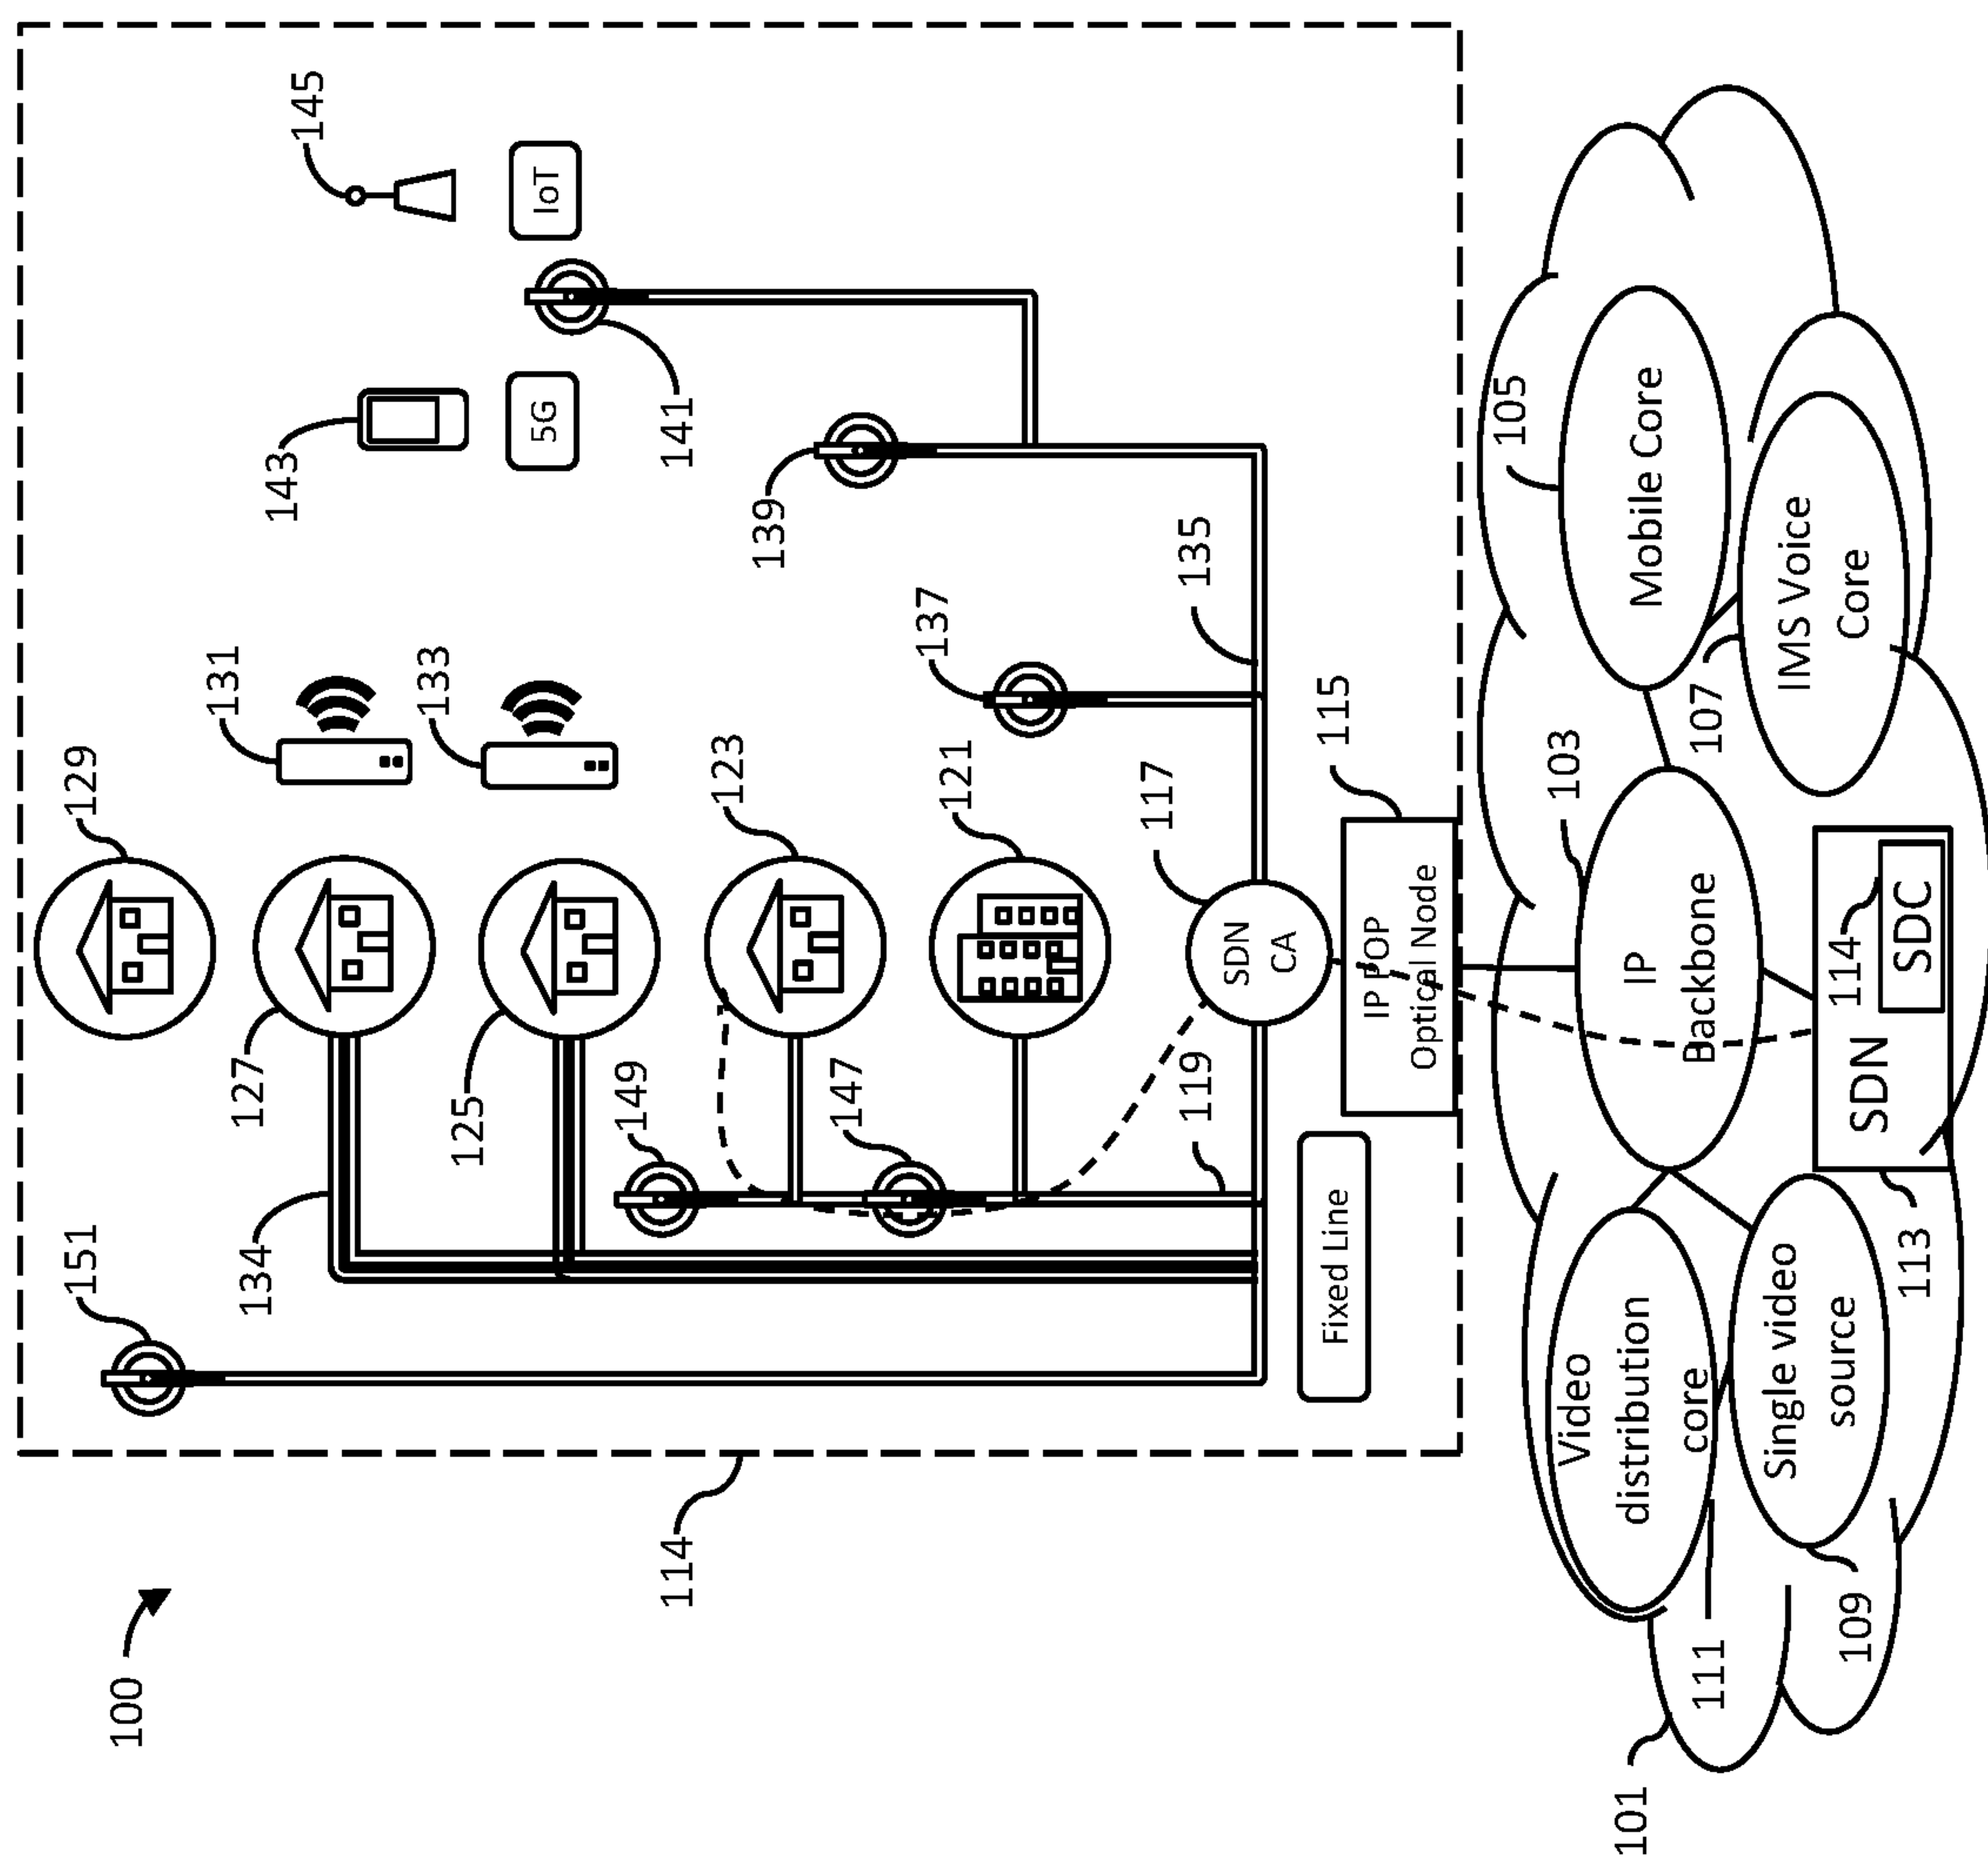 100
114
151
134
127
129
131
133
125
149
147
123
121
119
117
SDN
CA
Fixed Line
IP POP
Optical Node
115
137
135
139
141
143
5G
145
IoT
101
111
Video
distribution
core
109
Single video
source
113
SDN
SDC
114
103
IP
Backbone
107
105
Mobile Core
IMS Voice
Core